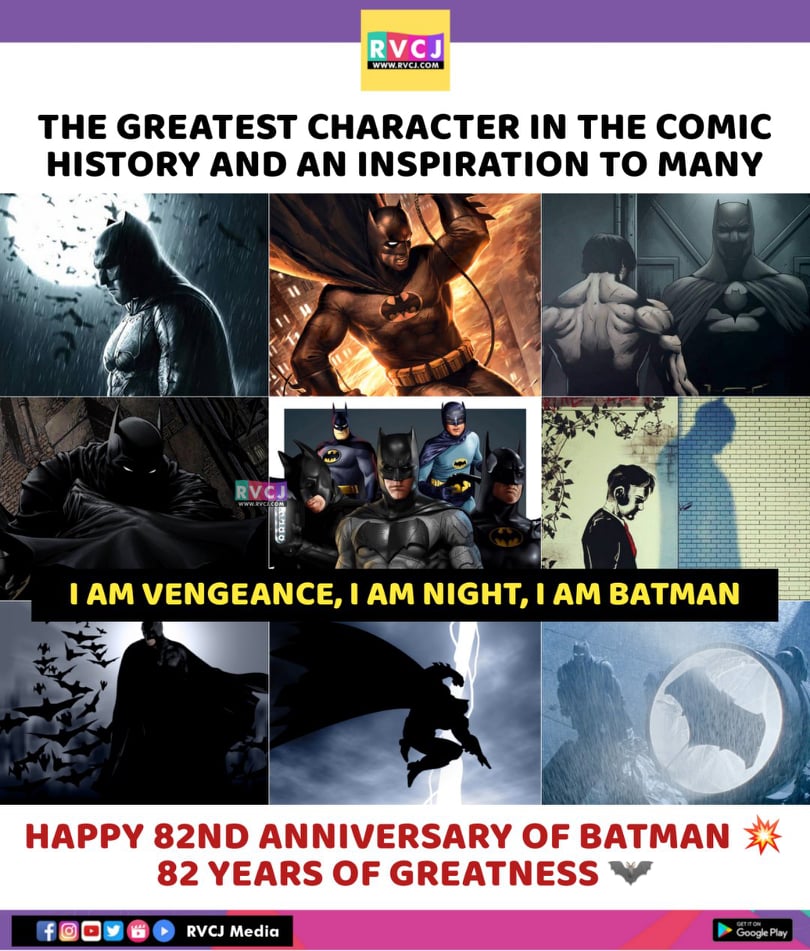 RVCJ
WWW.RVCJ.COM
THE GREATEST CHARACTER IN THE COMIC
HISTORY AND AN INSPIRATION TO MANY
RVCJ
WWW.RVCJ.COM
I AM VENGEANCE, I AM NIGHT, I AM BATMAN
HAPPY 82ND ANNIVERSARY OF BATMAN 💥
82 YEARS OF GREATNESS 🦇
RVCJ Media
GET IT ON
Google Play